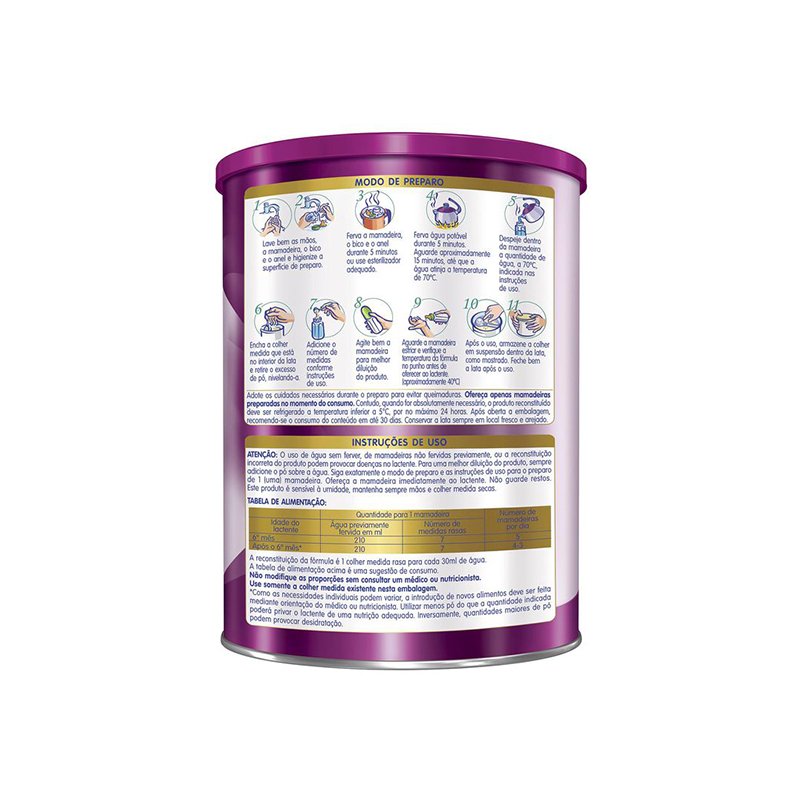 MODO DE PREPARO
1 2 3 4 5
Lave bem as mãos,
a mamadeira, o bico
e o anel e higienize a
superfície de preparo.
Ferva a mamadeira,
o bico e o anel
durante 5 minutos
ou use esterilizador
adequado.
Ferva água potável
durante 5 minutos.
Aguarde aproximadamente
15 minutos, até que a
água atinja a temperatura
de 70°C.
Despeje dentro
da mamadeira
a quantidade de
água, a 70°C,
indicada nas
instruções
de uso.
6 7 8 9 10 11
Encha a colher
medida que está
no interior da lata
e retire o excesso
de pó, nivelando-a.
Adicione o
número de
medidas
conforme
instruções
de uso.
Agite bem a
mamadeira
para melhor
diluição
do produto.
Aguarde a mamadeira
esfriar e verifique a
temperatura da fórmula
no punho antes de
oferecer ao lactente.
(aproximadamente 40°C)
Após o uso, armazene a colher
em suspensão dentro da lata,
como mostrado. Feche bem
a lata após o uso.
Adote os cuidados necessários durante o preparo para evitar queimaduras. Ofereça apenas mamadeiras
preparadas no momento do consumo. Contudo, quando for absolutamente necessário, o produto reconstituído
deve ser refrigerado a temperatura inferior a 5°C, por no máximo 24 horas. Após aberta a embalagem,
recomenda-se o consumo do conteúdo em até 30 dias. Conservar a lata sempre em local fresco e arejado.
INSTRUÇÕES DE USO
ATENÇÃO: O uso de água sem ferver, de mamadeiras não fervidas previamente, ou a reconstituição
incorreta do produto podem provocar doenças no lactente. Para uma melhor diluição do produto, sempre
adicione o pó sobre a água. Siga exatamente o modo de preparo e as instruções de uso para o preparo
de 1 (uma) mamadeira. Ofereça a mamadeira imediatamente ao lactente. Não guarde restos.
Este produto é sensível à umidade, mantenha sempre mãos e colher medida secas.
TABELA DE ALIMENTAÇÃO:
Idade do lactente
Quantidade para 1 mamadeira
Água previamente fervida em ml
Número de medidas rasas
Número de mamadeiras por dia
6° mês 210 7 5
Após o 6° mês* 210 7 4-5
A reconstituição da fórmula é 1 colher medida rasa para cada 30ml de água.
A tabela de alimentação acima é uma sugestão de consumo.
Não modifique as proporções sem consultar um médico ou nutricionista.
Use somente a colher medida existente nesta embalagem.
*Como as necessidades individuais podem variar, a introdução de novos alimentos deve ser feita
mediante orientação do médico ou nutricionista. Utilizar menos pó do que a quantidade indicada
poderá privar o lactente de uma nutrição adequada. Inversamente, quantidades maiores de pó
podem provocar desidratação.